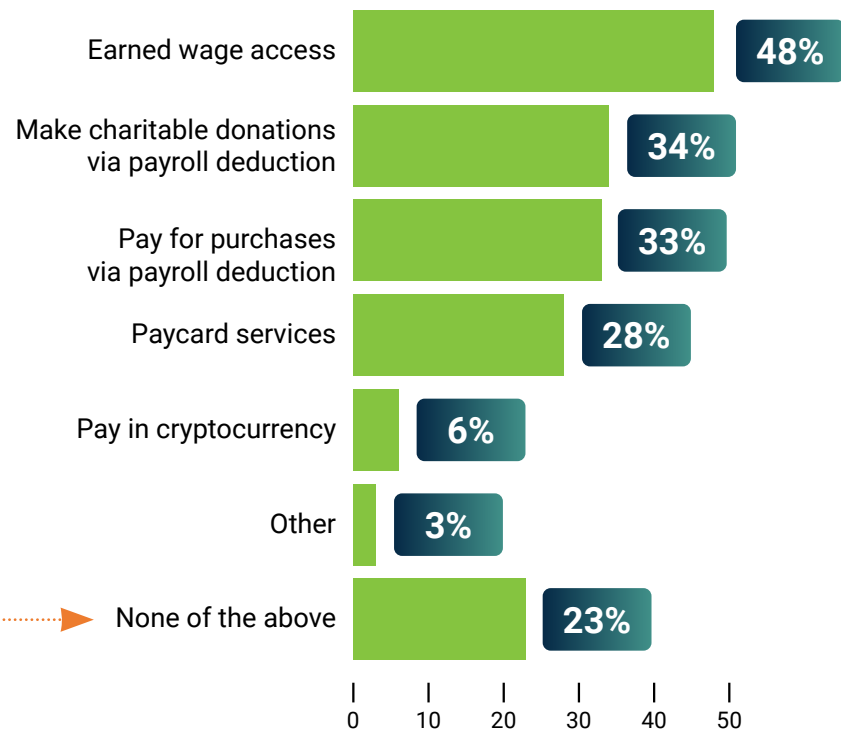 Earned wage access
48%
Make charitable donations
via payroll deduction
34%
Pay for purchases
via payroll deduction
33%
Paycard services
28%
Pay in cryptocurrency
6%
Other
3%
None of the above
23%
0 10 20 30 40 50